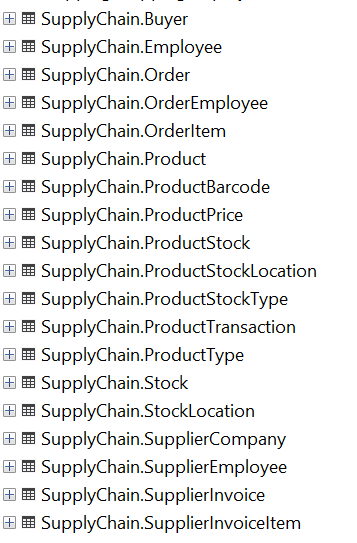 SupplyChain.Buyer
SupplyChain.Employee
SupplyChain.Order
SupplyChain.OrderEmployee
SupplyChain.OrderItem
SupplyChain.Product
SupplyChain.ProductBarcode
SupplyChain.ProductPrice
SupplyChain.ProductStock
SupplyChain.ProductStockLocation
SupplyChain.ProductStockType
SupplyChain.ProductTransaction
SupplyChain.ProductType
SupplyChain.Stock
SupplyChain.StockLocation
SupplyChain.SupplierCompany
SupplyChain.SupplierEmployee
SupplyChain.SupplierInvoice
SupplyChain.SupplierInvoiceItem